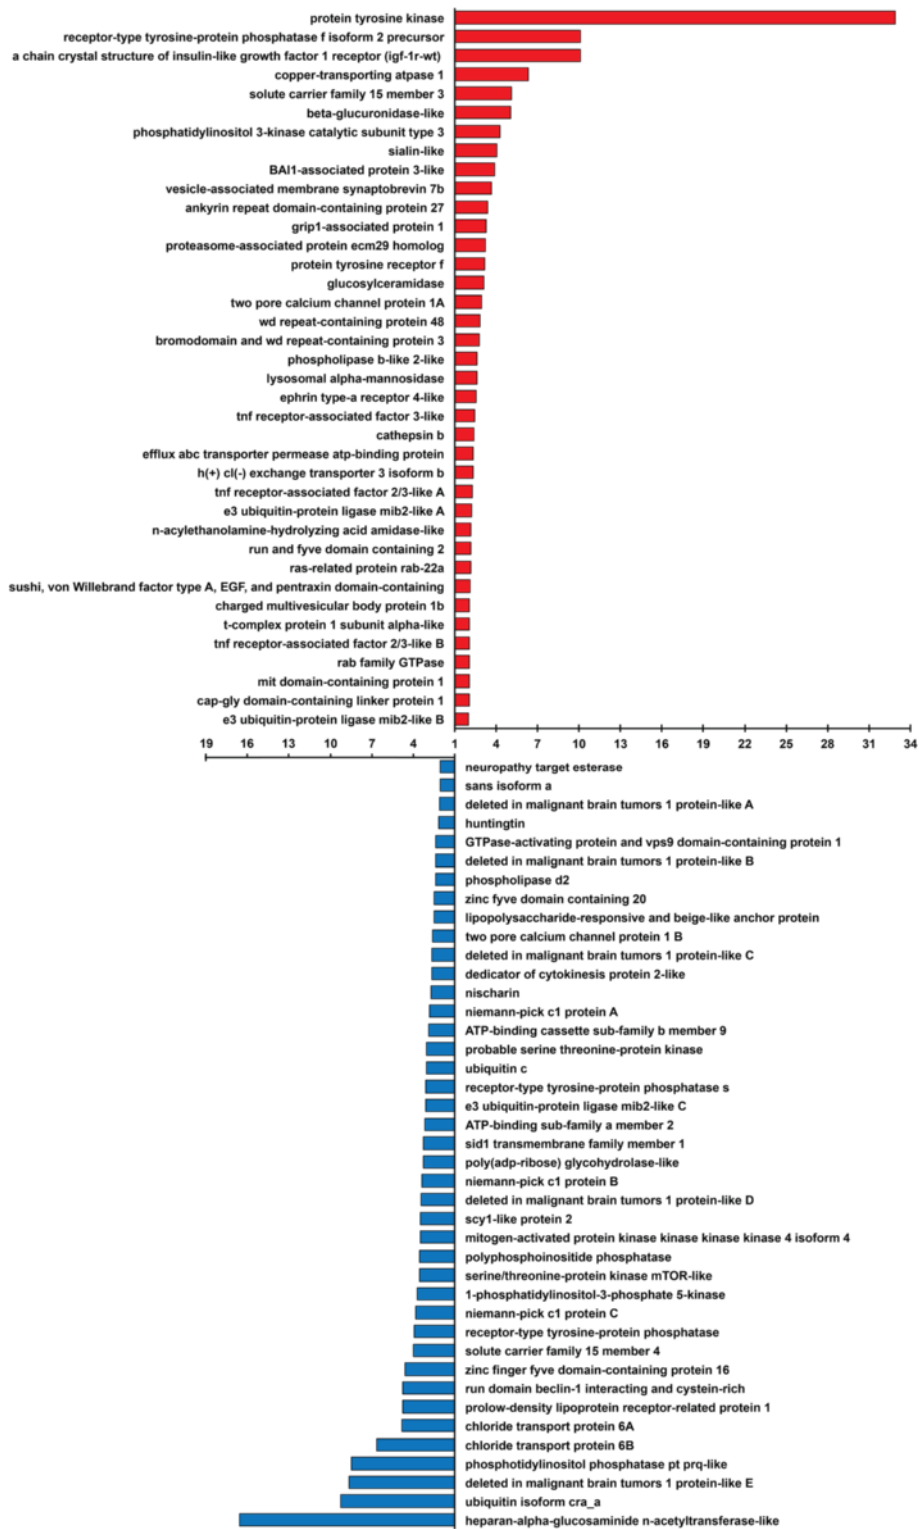 protein tyrosine kinase
receptor-type tyrosine-protein phosphatase f isoform 2 precursor
a chain crystal structure of insulin-like growth factor 1 receptor (igf-1r-wt)
copper-transporting atpase 1
solute carrier family 15 member 3
beta-glucuronidase-like
phosphatidylinositol 3-kinase catalytic subunit type 3
sialin-like
BAI1-associated protein 3-like
vesicle-associated membrane synaptobrevin 7b
ankyrin repeat domain-containing protein 27
grip1-associated protein 1
proteasome-associated protein ecm29 homolog
protein tyrosine receptor f
glucosylceramidase
two pore calcium channel protein 1A
wd repeat-containing protein 48
bromodomain and wd repeat-containing protein 3
phospholipase b-like 2-like
lysosomal alpha-mannosidase
ephrin type-a receptor 4-like
tnf receptor-associated factor 3-like
cathepsin b
efflux abc transporter permease atp-binding protein
h(+) cl(-) exchange transporter 3 isoform b
tnf receptor-associated factor 2/3-like A
e3 ubiquitin-protein ligase mib2-like A
n-acylethanolamine-hydrolyzing acid amidase-like
run and fyve domain containing 2
ras-related protein rab-22a
sushi, von Willebrand factor type A, EGF, and pentraxin domain-containing
charged multivesicular body protein 1b
t-complex protein 1 subunit alpha-like
tnf receptor-associated factor 2/3-like B
rab family GTPase
mit domain-containing protein 1
cap-gly domain-containing linker protein 1
e3 ubiquitin-protein ligase mib2-like B
19 16 13 10 7 4 1 4 7 10 13 16 19 22 25 28 31 34
neuropathy target esterase
sans isoform a
deleted in malignant brain tumors 1 protein-like A
huntingtin
GTPase-activating protein and vps9 domain-containing protein 1
deleted in malignant brain tumors 1 protein-like B
phospholipase d2
zinc fyve domain containing 20
lipopolysaccharide-responsive and beige-like anchor protein
two pore calcium channel protein 1 B
deleted in malignant brain tumors 1 protein-like C
dedicator of cytokinesis protein 2-like
nischarin
niemann-pick c1 protein A
ATP-binding cassette sub-family b member 9
probable serine threonine-protein kinase
ubiquitin c
receptor-type tyrosine-protein phosphatase s
e3 ubiquitin-protein ligase mib2-like C
ATP-binding sub-family a member 2
sid1 transmembrane family member 1
poly(adp-ribose) glycohydrolase-like
niemann-pick c1 protein B
deleted in malignant brain tumors 1 protein-like D
scy1-like protein 2
mitogen-activated protein kinase kinase kinase kinase 4 isoform 4
polyphosphoinositide phosphatase
serine/threonine-protein kinase mTOR-like
1-phosphatidylinositol-3-phosphate 5-kinase
niemann-pick c1 protein C
receptor-type tyrosine-protein phosphatase
solute carrier family 15 member 4
zinc finger fyve domain-containing protein 16
run domain beclin-1 interacting and cystein-rich
prolow-density lipoprotein receptor-related protein 1
chloride transport protein 6A
chloride transport protein 6B
phosphotidylinositol phosphatase pt prq-like
deleted in malignant brain tumors 1 protein-like E
ubiquitin isoform cra_a
heparan-alpha-glucosaminide n-acetyltransferase-like